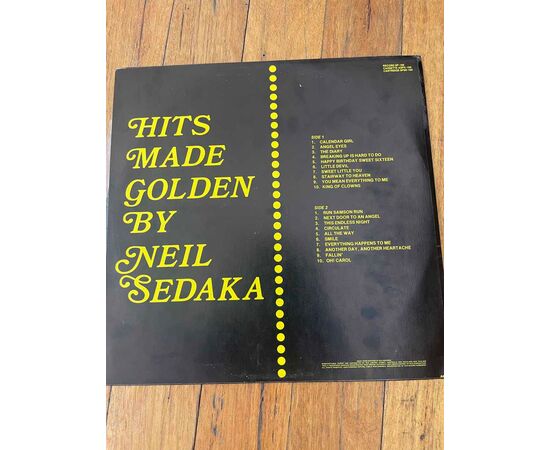 HITS
MADE
GOLDEN
BY
NEIL
SEDAKA
SIDE 1
1. CALENDAR GIRL
2. ANGEL EYES
3. THE DIARY
4. BREAKING UP IS HARD TO DO
5. HAPPY BIRTHDAY SWEET SIXTEEN
6. LITTLE DEVIL
7. SWEET LITTLE YOU
8. STAIRWAY TO HEAVEN
9. YOU MEAN EVERYTHING TO ME
10. KING OF CLOWNS
SIDE 2
1. RUN SAMSON RUN
2. NEXT DOOR TO AN ANGEL
3. THIS ENDLESS NIGHT
4. CIRCULATE
5. ALL THE WAY
6. SMILE
7. EVERYTHING HAPPENS TO ME
8. ANOTHER DAY, ANOTHER HEARTACHE
9. FALLIN'
10. OH! CAROL